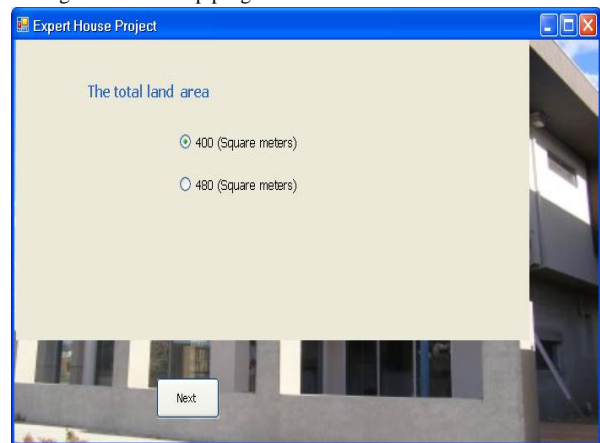 Expert House Project
The total land area
400 (Square meters)
480 (Square meters)
Next